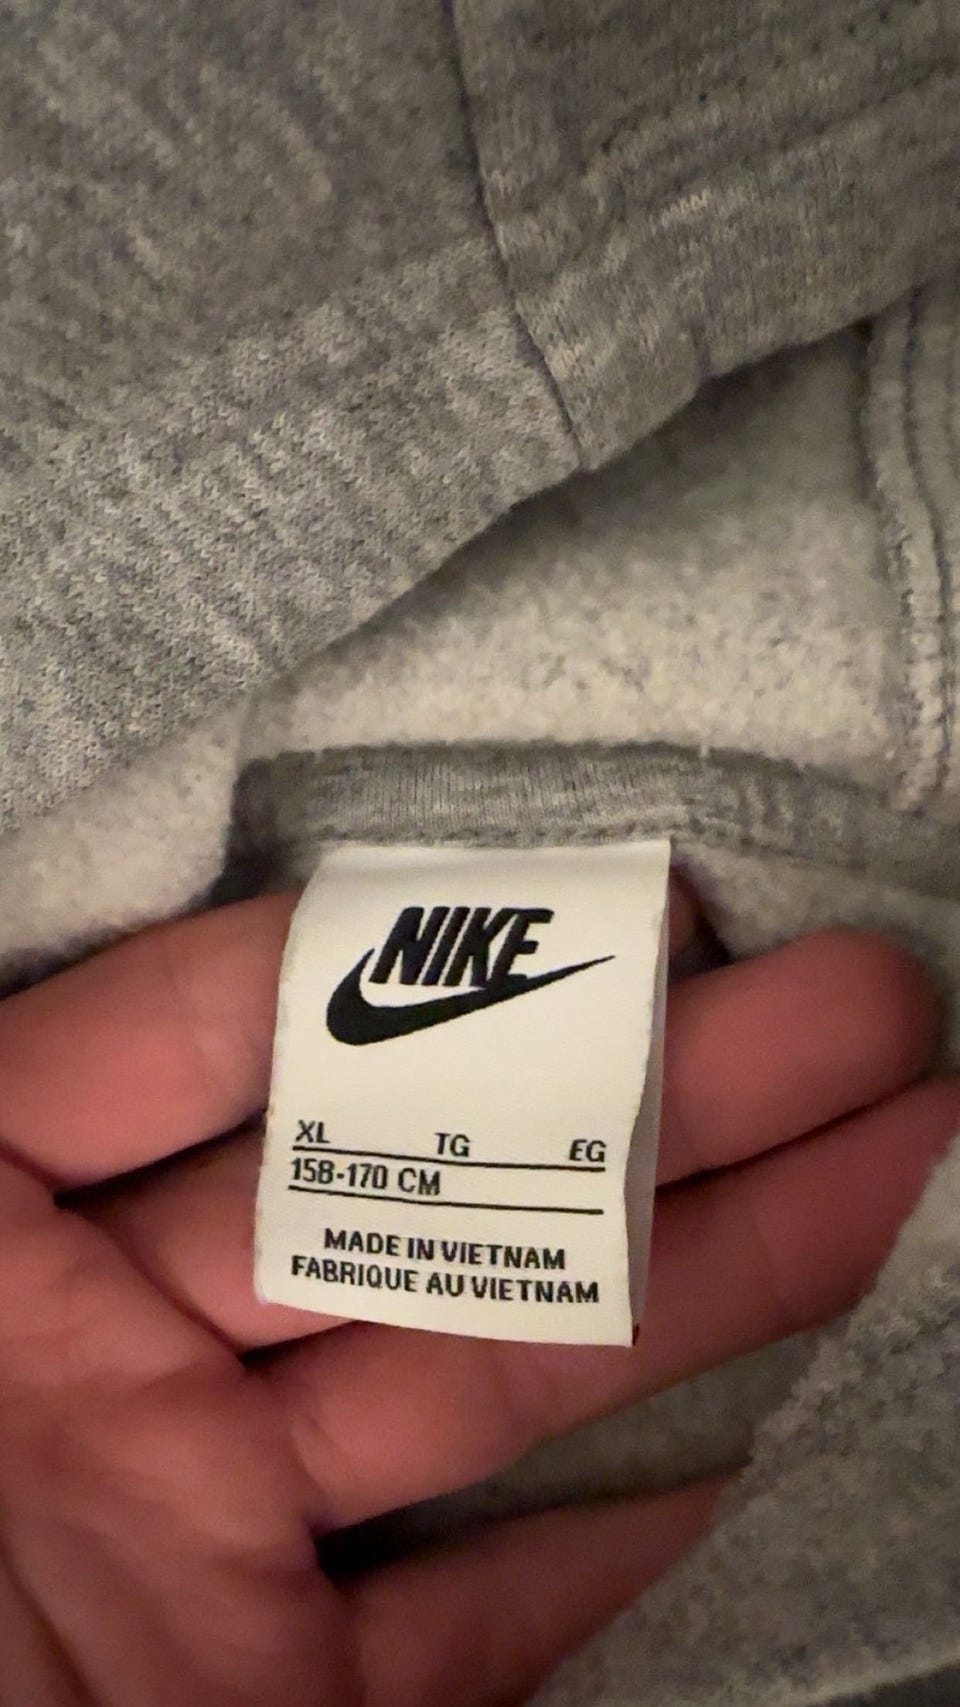 NIKE
XL TG EG
158-170 CM
MADE IN VIETNAM
FABRIQUE AU VIETNAM